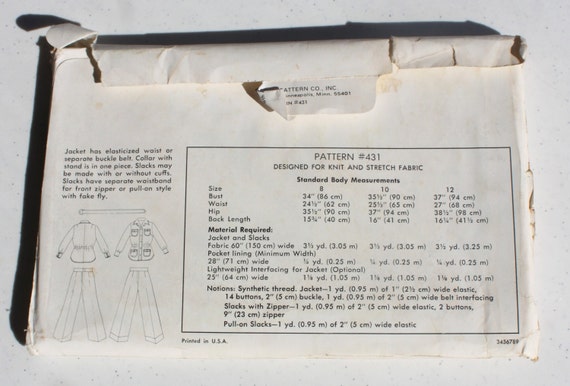 ATTERN CO., INC
inneapolis, Minn. 55401
IN #431
Jacket has elasticized waist or
separate buckle belt. Collar with
stand is in one piece. Slacks may
be made with or without cuffs.
Slacks have separate waistband
for front zipper or pull-on style
with fake fly.
PATTERN #431
DESIGNED FOR KNIT AND STRETCH FABRIC
Standard Body Measurements
Size 8 10 12
Bust 34" (86 cm) 35½" (90 cm) 37" (94 cm)
Waist 24½" (62 cm) 25½" (65 cm) 27" (68 cm)
Hip 35½" (90 cm) 37" (94 cm) 38½" (98 cm)
Back Length 15¾" (40 cm) 16" (41 cm) 16¼" (41½ cm)
Material Required:
Jacket and Slacks
Fabric 60" (150 cm) wide 3⅓ yd. (3.05 m) 3⅓ yd. (3.05 m) 3½ yd. (3.25 m)
Pocket lining (Minimum Width)
28" (71 cm) wide ¼ yd. (0.25 m) ¼ yd. (0.25 m) ¼ yd. (0.25 m)
Lightweight Interfacing for Jacket (Optional)
25" (64 cm) wide 1⅛ yd. (1.05 m) 1⅛ yd. (1.05 m) 1⅛ yd. (1.05 m)
Notions: Synthetic thread. Jacket—1 yd. (0.95 m) of 1" (2½ cm) wide elastic,
14 buttons, 2" (5 cm) buckle, 1 yd. (0.95 m) of 2" (5 cm) wide belt interfacing
Slacks with Zipper—1 yd. (0.95 m) of 2" (5 cm) wide elastic, 2 buttons,
9" (23 cm) zipper
Pull-on Slacks—1 yd. (0.95 m) of 2" (5 cm) wide elastic
Printed in U.S.A.
3436789